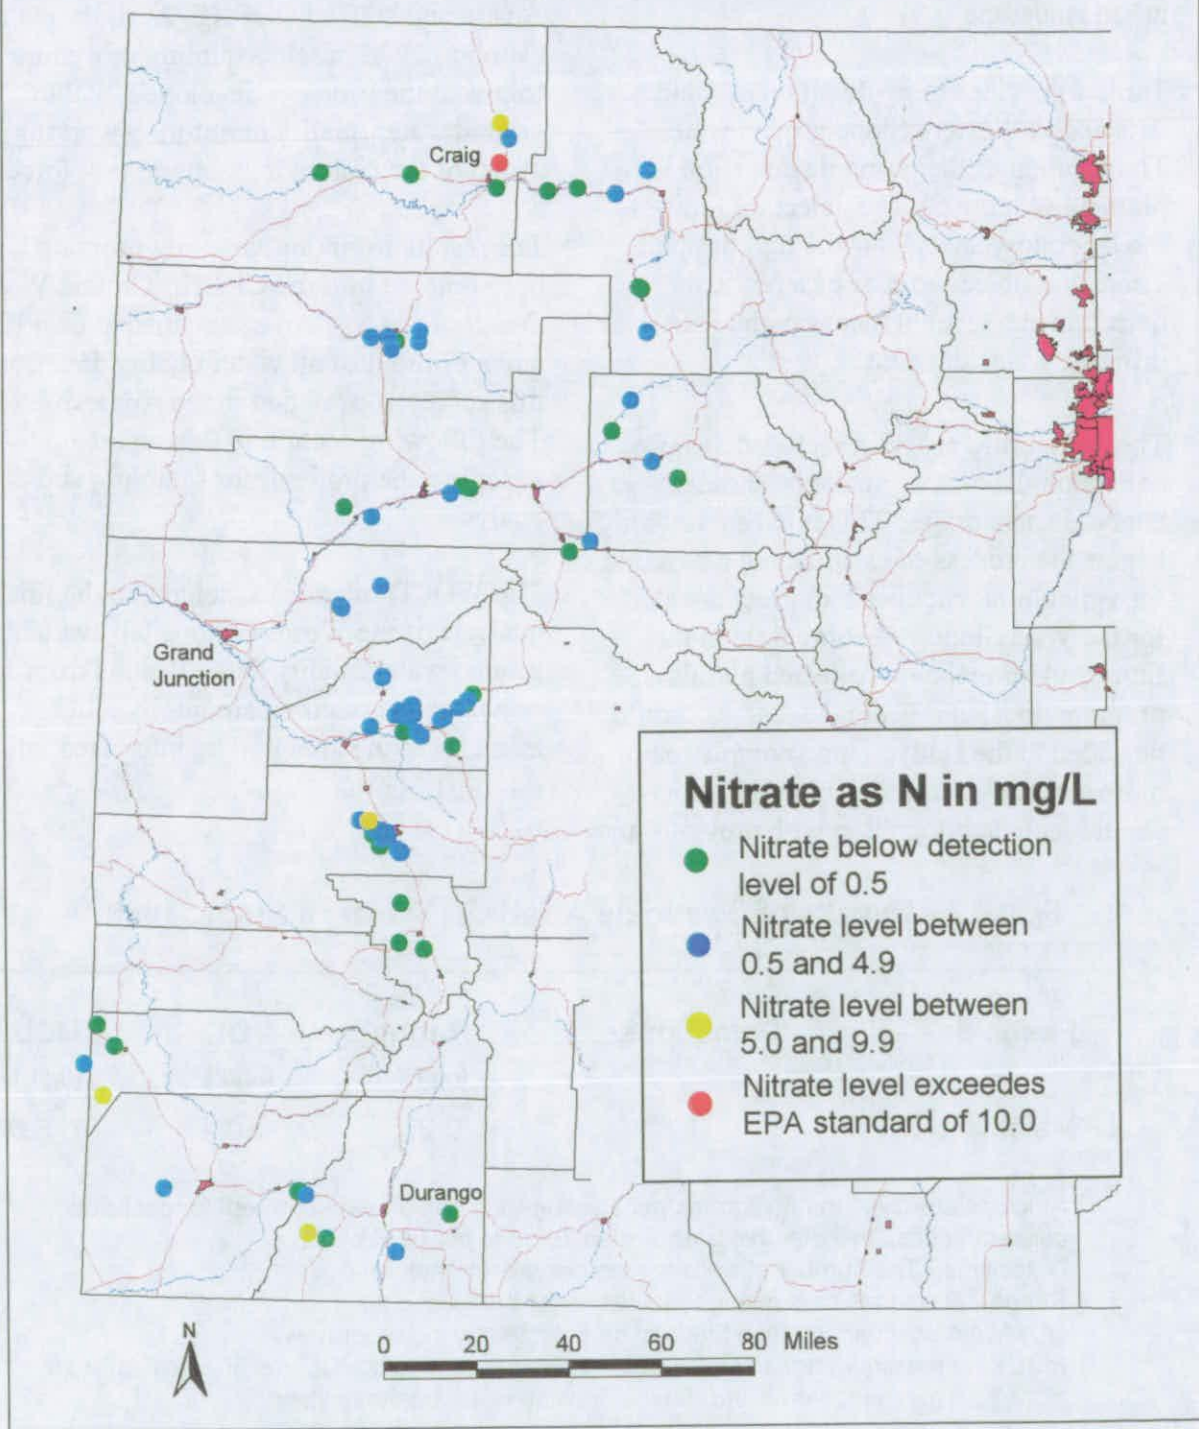 Craig
Grand
Junction
Nitrate as N in mg/L
Nitrate below detection
level of 0.5
Nitrate level between
0.5 and 4.9
Nitrate level between
5.0 and 9.9
Nitrate level exceedes
EPA standard of 10.0
Durango
N
0 20 40 60 80 Miles